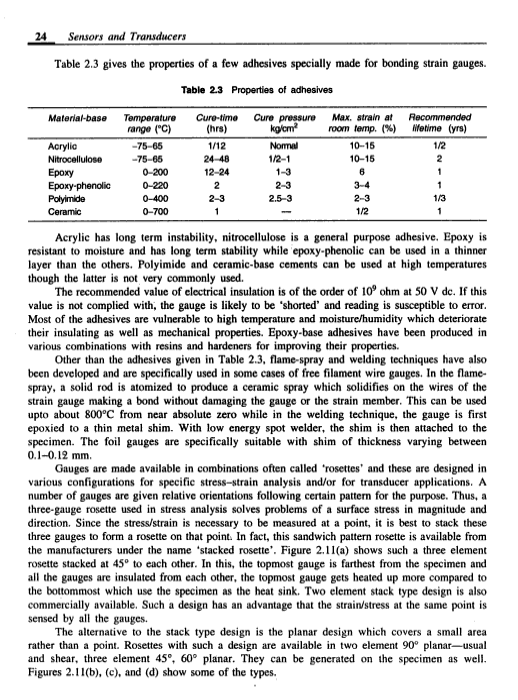 24 Sensors and Transducers
Table 2.3 gives the properties of a few adhesives specially made for bonding strain gauges.
Table 2.3 Properties of adhesives
Material-base Temperature Cure-time Cure pressure Max. strain at Recommended
range (°C) (hrs) kg/cm² room temp. (%) lifetime (yrs)
Acrylic –75–65 1/12 Normal 10–15 1/2
Nitrocellulose –75–65 24–48 1/2–1 10–15 2
Epoxy 0–200 12–24 1–3 6 1
Epoxy-phenolic 0–220 2 2–3 3–4 1
Polyimide 0–400 2–3 2.5–3 2–3 1/3
Ceramic 0–700 1 — 1/2 1
Acrylic has long term instability, nitrocellulose is a general purpose adhesive. Epoxy is
resistant to moisture and has long term stability while epoxy-phenolic can be used in a thinner
layer than the others. Polyimide and ceramic-base cements can be used at high temperatures
though the latter is not very commonly used.
The recommended value of electrical insulation is of the order of 10⁹ ohm at 50 V dc. If this
value is not complied with, the gauge is likely to be 'shorted' and reading is susceptible to error.
Most of the adhesives are vulnerable to high temperature and moisture/humidity which deteriorate
their insulating as well as mechanical properties. Epoxy-base adhesives have been produced in
various combinations with resins and hardeners for improving their properties.
Other than the adhesives given in Table 2.3, flame-spray and welding techniques have also
been developed and are specifically used in some cases of free filament wire gauges. In the flame-
spray, a solid rod is atomized to produce a ceramic spray which solidifies on the wires of the
strain gauge making a bond without damaging the gauge or the strain member. This can be used
upto about 800°C from near absolute zero while in the welding technique, the gauge is first
epoxied to a thin metal shim. With low energy spot welder, the shim is then attached to the
specimen. The foil gauges are specifically suitable with shim of thickness varying between
0.1–0.12 mm.
Gauges are made available in combinations often called 'rosettes' and these are designed in
various configurations for specific stress–strain analysis and/or for transducer applications. A
number of gauges are given relative orientations following certain pattern for the purpose. Thus, a
three-gauge rosette used in stress analysis solves problems of a surface stress in magnitude and
direction. Since the stress/strain is necessary to be measured at a point, it is best to stack these
three gauges to form a rosette on that point. In fact, this sandwich pattern rosette is available from
the manufacturers under the name 'stacked rosette'. Figure 2.11(a) shows such a three element
rosette stacked at 45° to each other. In this, the topmost gauge is farthest from the specimen and
all the gauges are insulated from each other, the topmost gauge gets heated up more compared to
the bottommost which use the specimen as the heat sink. Two element stack type design is also
commercially available. Such a design has an advantage that the strain/stress at the same point is
sensed by all the gauges.
The alternative to the stack type design is the planar design which covers a small area
rather than a point. Rosettes with such a design are available in two element 90° planar—usual
and shear, three element 45°, 60° planar. They can be generated on the specimen as well.
Figures 2.11(b), (c), and (d) show some of the types.